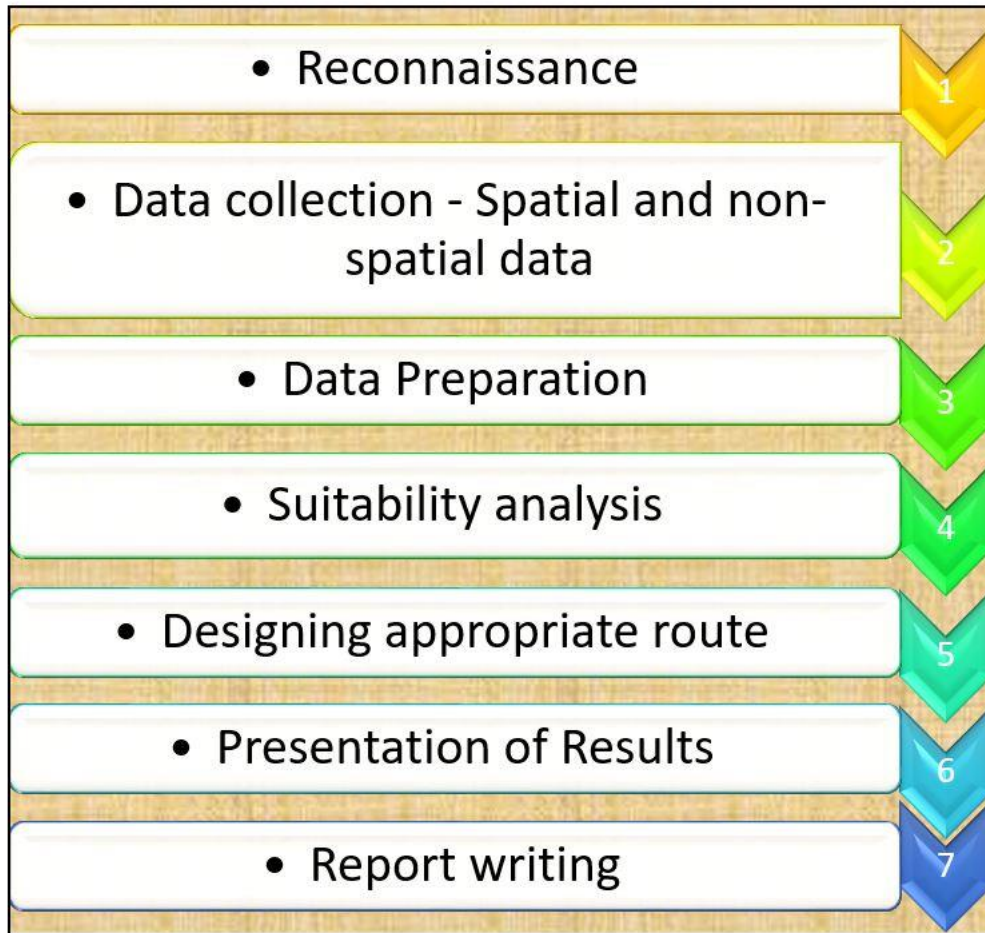 • Reconnaissance
1
• Data collection - Spatial and non-
spatial data
2
• Data Preparation
3
• Suitability analysis
4
• Designing appropriate route
5
• Presentation of Results
6
• Report writing
7